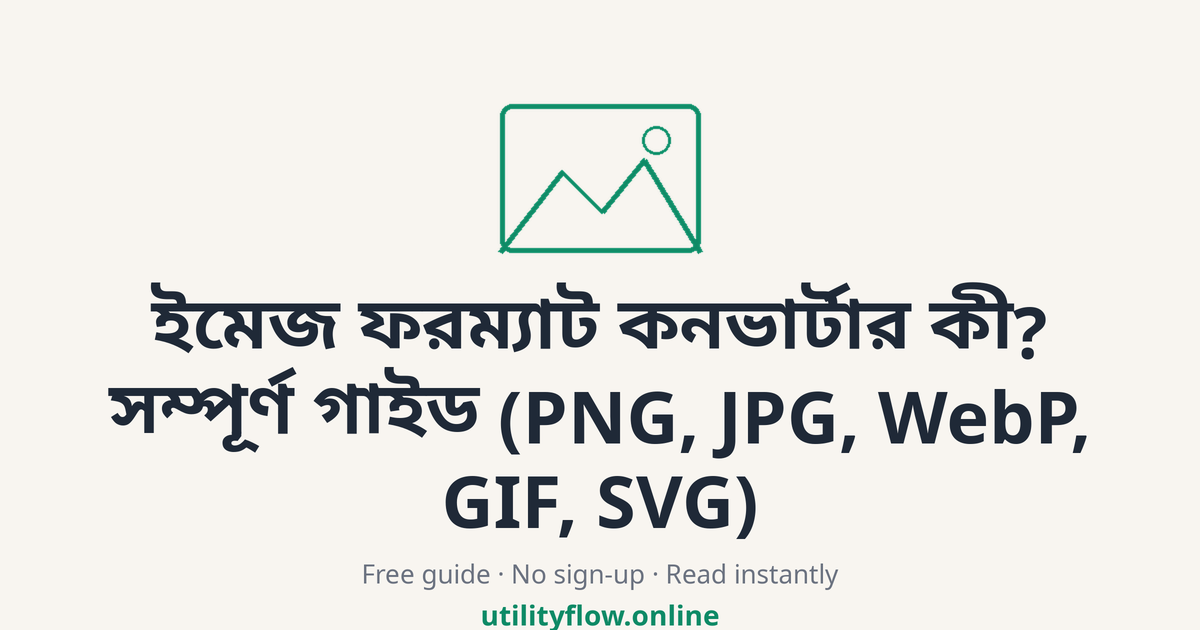 ইমেজ ফরম্যাট কনভার্টার কী?
সম্পূর্ণ গাইড (PNG, JPG, WebP,
GIF, SVG)
Free guide · No sign-up · Read instantly
utilityflow.online